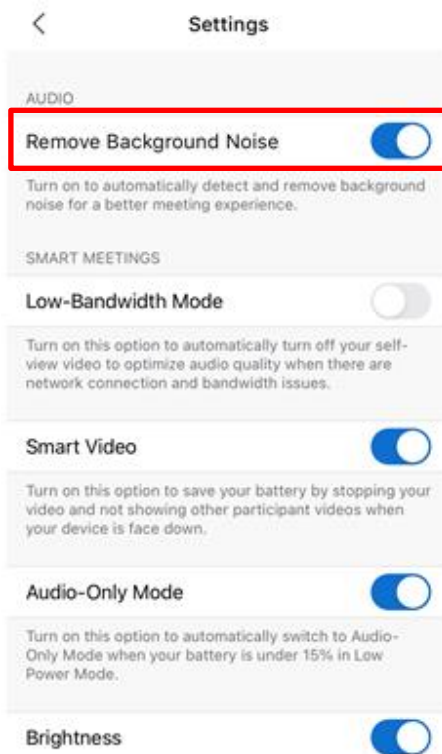 Settings
AUDIO
Remove Background Noise
Turn on to automatically detect and remove background
noise for a better meeting experience.
SMART MEETINGS
Low-Bandwidth Mode
Turn on this option to automatically turn off your self-
view video to optimize audio quality when there are
network connection and bandwidth issues.
Smart Video
Turn on this option to save your battery by stopping your
video and not showing other participant videos when
your device is face down.
Audio-Only Mode
Turn on this option to automatically switch to Audio-
Only Mode when your battery is under 15% in Low
Power Mode.
Brightness